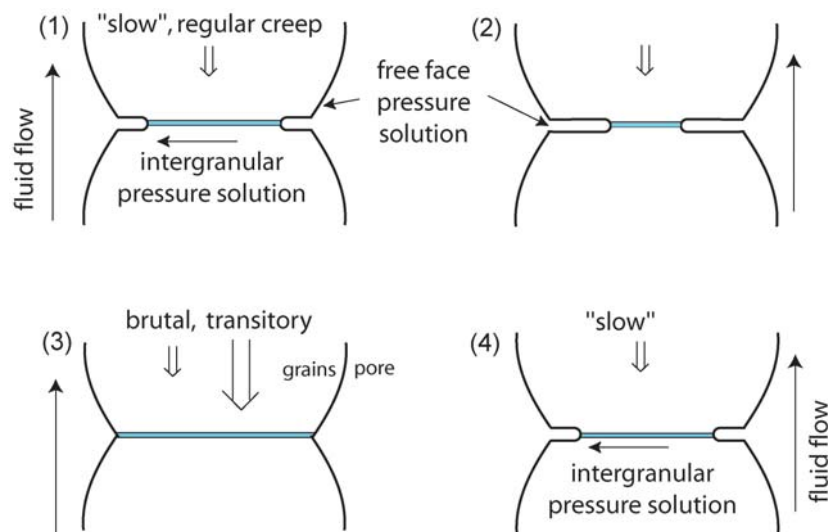 (1)
"slow", regular creep
fluid flow
intergranular
pressure solution
free face
pressure
solution
(2)
(3)
brutal, transitory
grains
pore
(4)
"slow"
intergranular
pressure solution
fluid flow